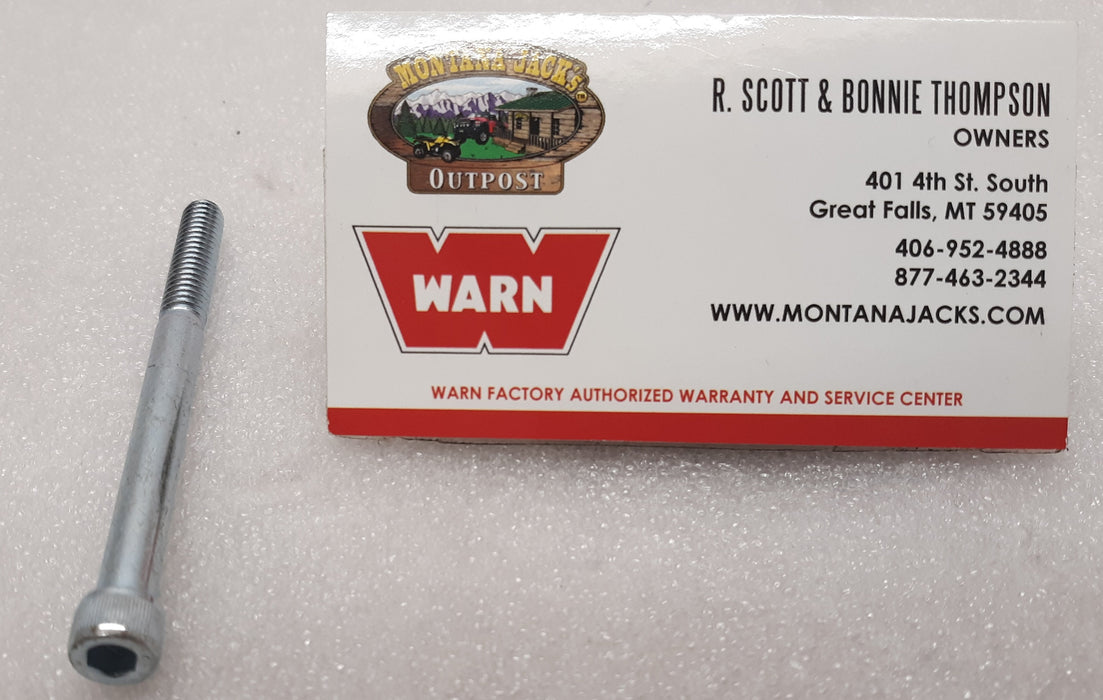 MONTANA JACK'S™
OUTPOST
WARN
R. SCOTT & BONNIE THOMPSON
OWNERS
401 4th St. South
Great Falls, MT 59405
406-952-4888
877-463-2344
WWW.MONTANAJACKS.COM
WARN FACTORY AUTHORIZED WARRANTY AND SERVICE CENTER